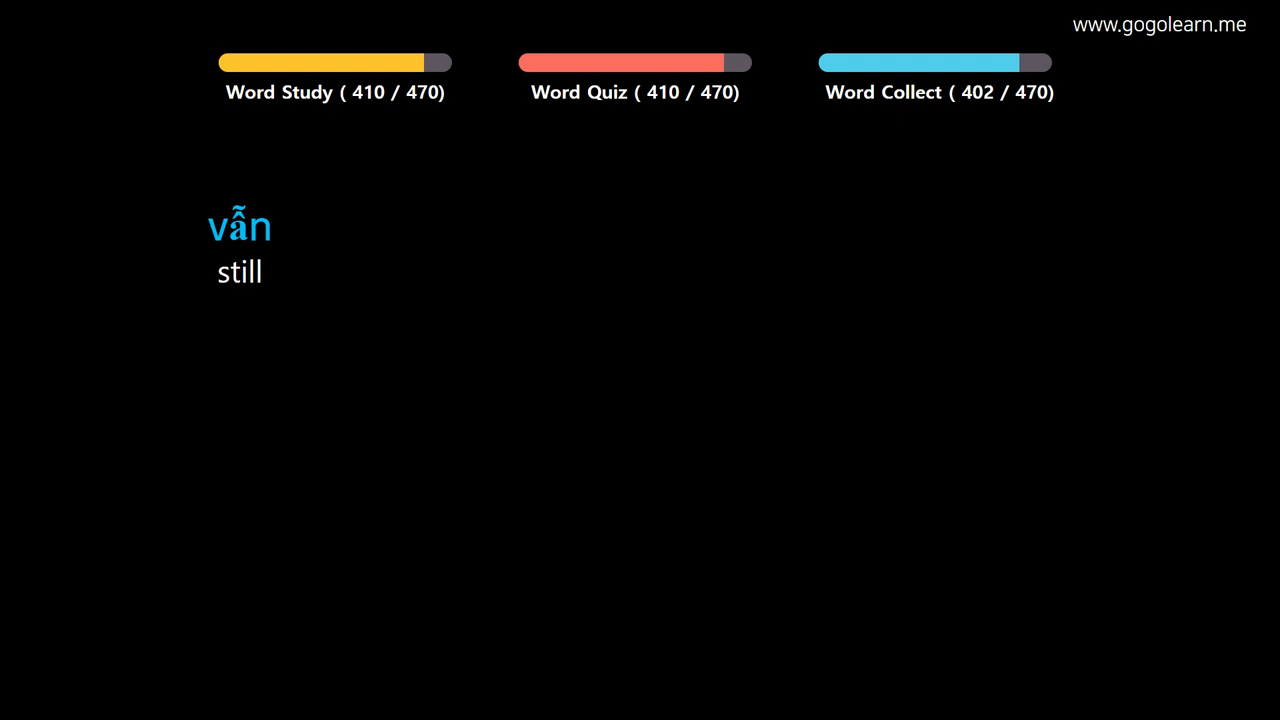 www.gogolearn.me
Word Study ( 410 / 470)
Word Quiz ( 410 / 470)
Word Collect ( 402 / 470)
vẫn
still